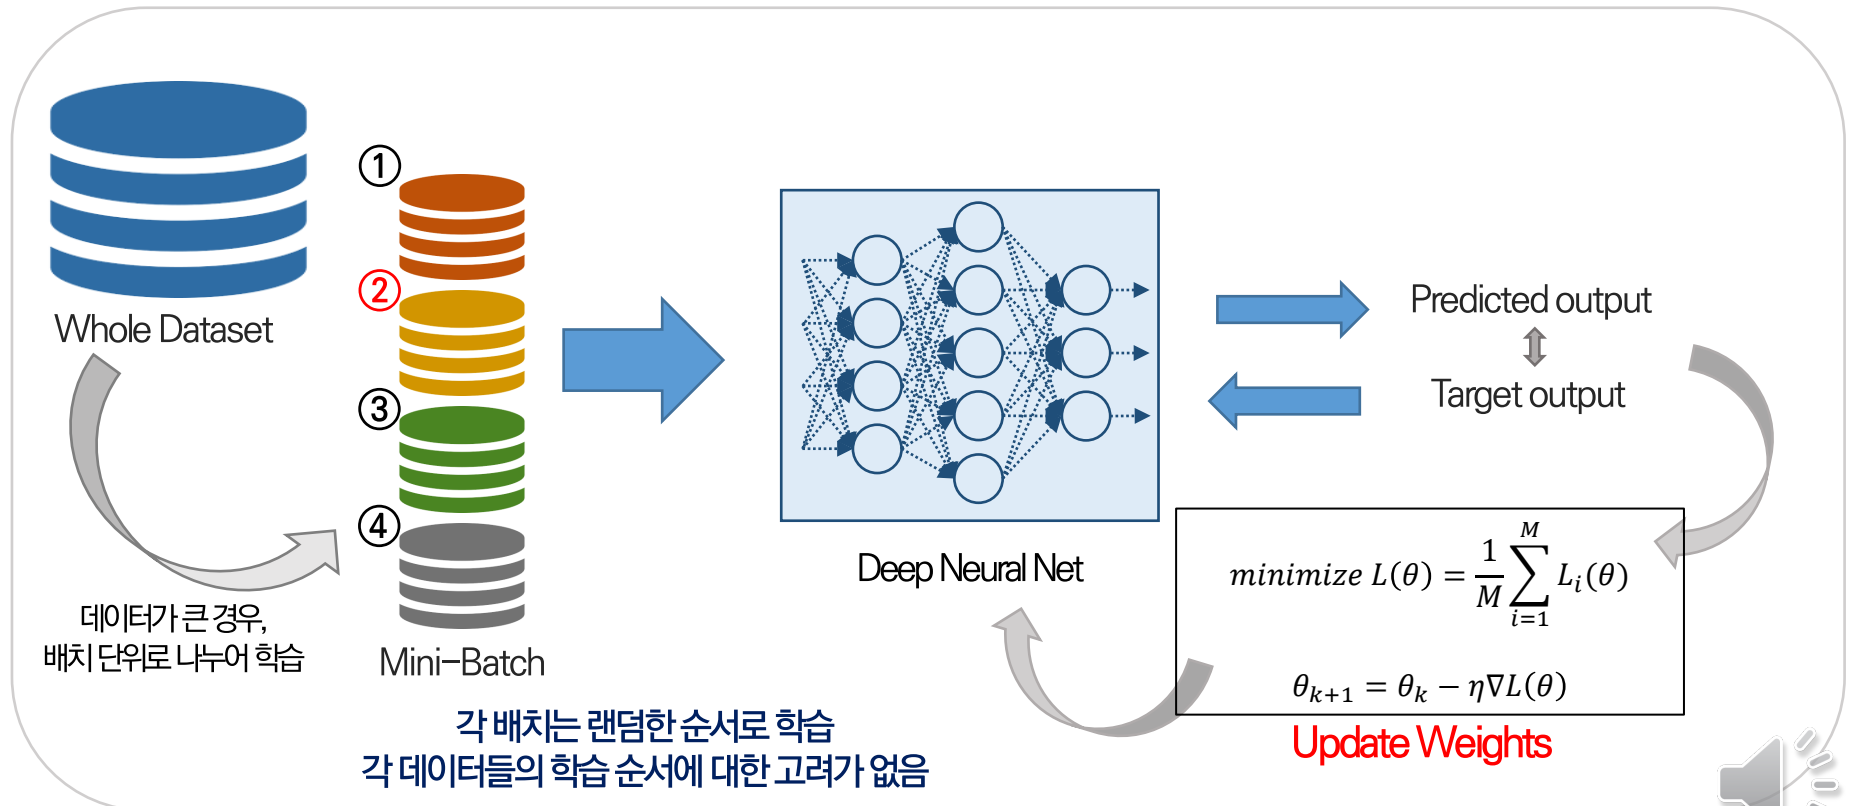 Whole Dataset
데이터가 큰 경우,
배치 단위로 나누어 학습
①
②
③
④
Mini-Batch
각 배치는 랜덤한 순서로 학습
각 데이터들의 학습 순서에 대한 고려가 없음
Deep Neural Net
Predicted output
Target output
minimize L(θ) = \frac{1}{M} \sum_{i=1}^{M} L_i(θ)
θ_{k+1} = θ_k − η∇L(θ)
Update Weights